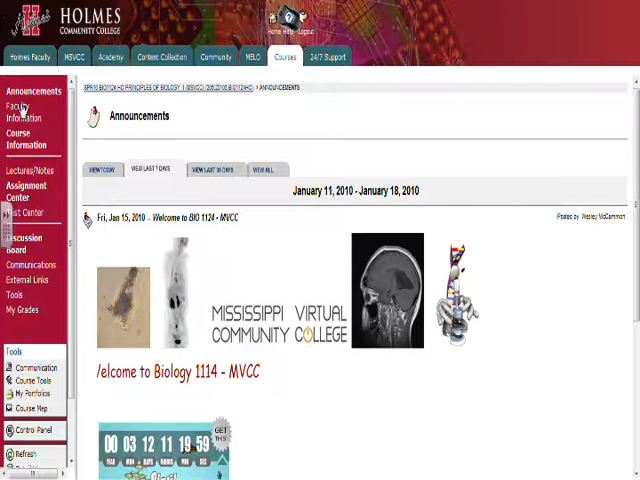 HOLMES
COMMUNITY COLLEGE
Home Help Logout
Holmes Faculty
MSVCC
Academy
Content Collection
Community
MELO
Courses
24/7 Support
Announcements
Faculty
Information
Course
Information
Lectures/Notes
Assignment
Center
Test Center
Discussion
Board
Communications
External Links
Tools
My Grades
Tools
Communication
Course Tools
My Portfolios
Course Map
Control Panel
Refresh
> ANNOUNCEMENTS
Announcements
VIEW TODAY
VIEW LAST 7 DAYS
VIEW LAST 30 DAYS
VIEW ALL
January 11, 2010 - January 18, 2010
Fri, Jan 15, 2010 -- Welcome to BIO 1124 - MVCC
Posted by Wesley McCammon
MISSISSIPPI VIRTUAL
COMMUNITY COLLEGE
Welcome to Biology 1114 - MVCC
00 03 12 11 19 59
GET
THIS